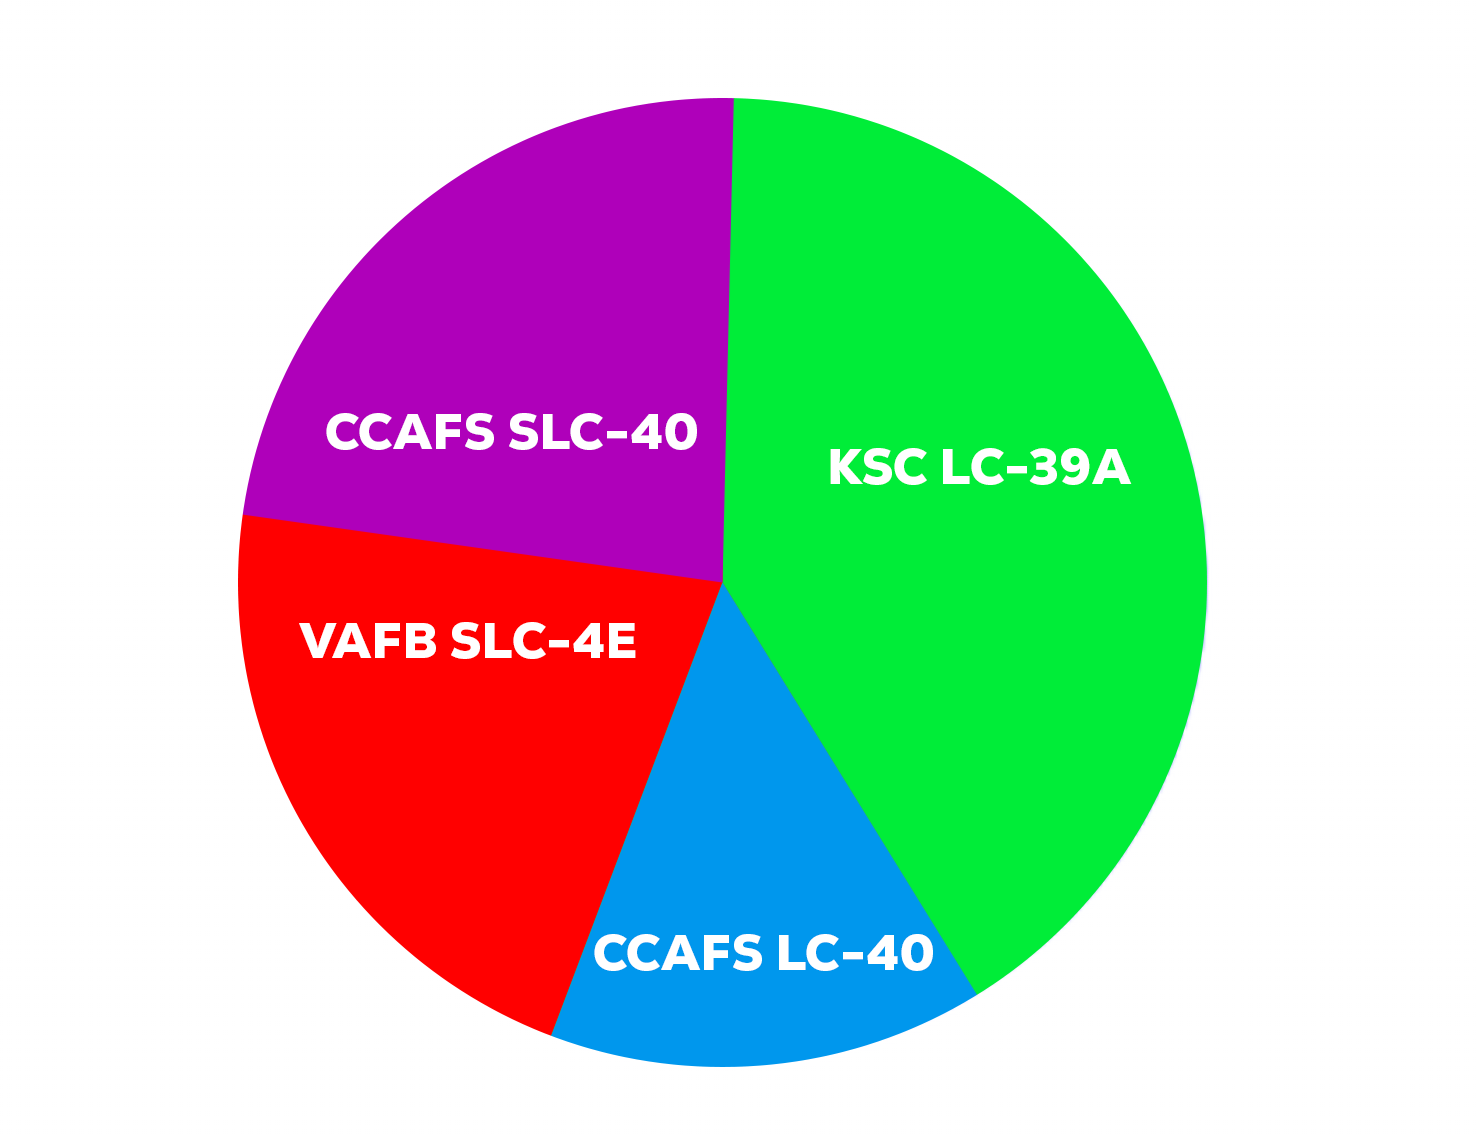 CCAFS SLC-40
KSC LC-39A
VAFB SLC-4E
CCAFS LC-40